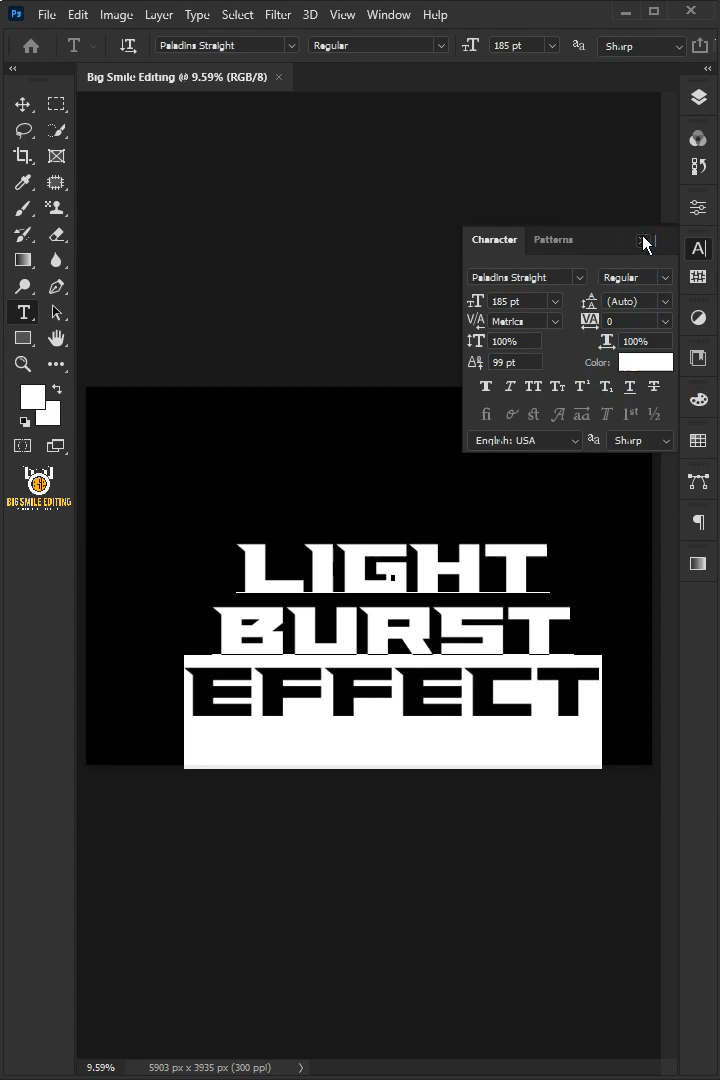 Ps File Edit Image Layer Type Select Filter 3D View Window Help
Paladins Straight Regular 185 pt Sharp
Big Smile Editing @ 9.59% (RGB/8) ×
Character Patterns
Paladins Straight Regular
185 pt (Auto)
Metrics 0
100% 100%
99 pt Color:
English: USA aa Sharp
BIG SMILE EDITING
LIGHT
BURST
EFFECT
9.59% 5903 px x 3935 px (300 ppi)